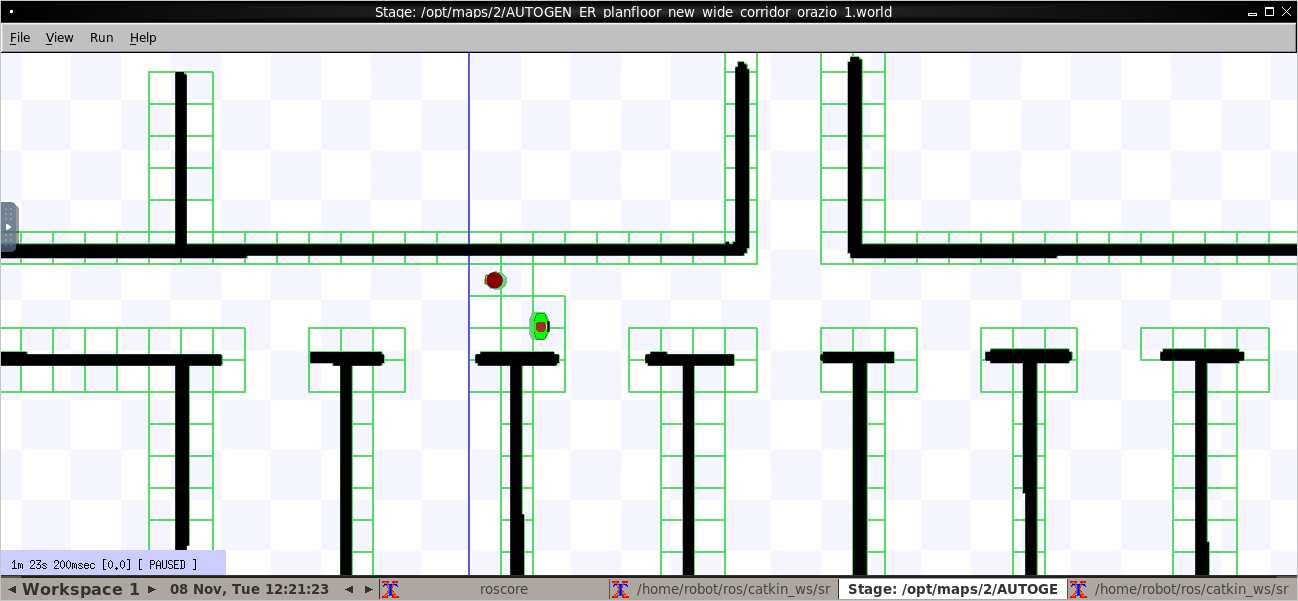 Stage: /opt/maps/2/AUTOGEN_ER_planfloor_new_wide_corridor_orazio_1.world
File View Run Help
1m 23s 200msec [0.0] [ PAUSED ]
Workspace 1 08 Nov, Tue 12:21:23 roscore /home/robot/ros/catkin_ws/sr Stage: /opt/maps/2/AUTOGE /home/robot/ros/catkin_ws/sr